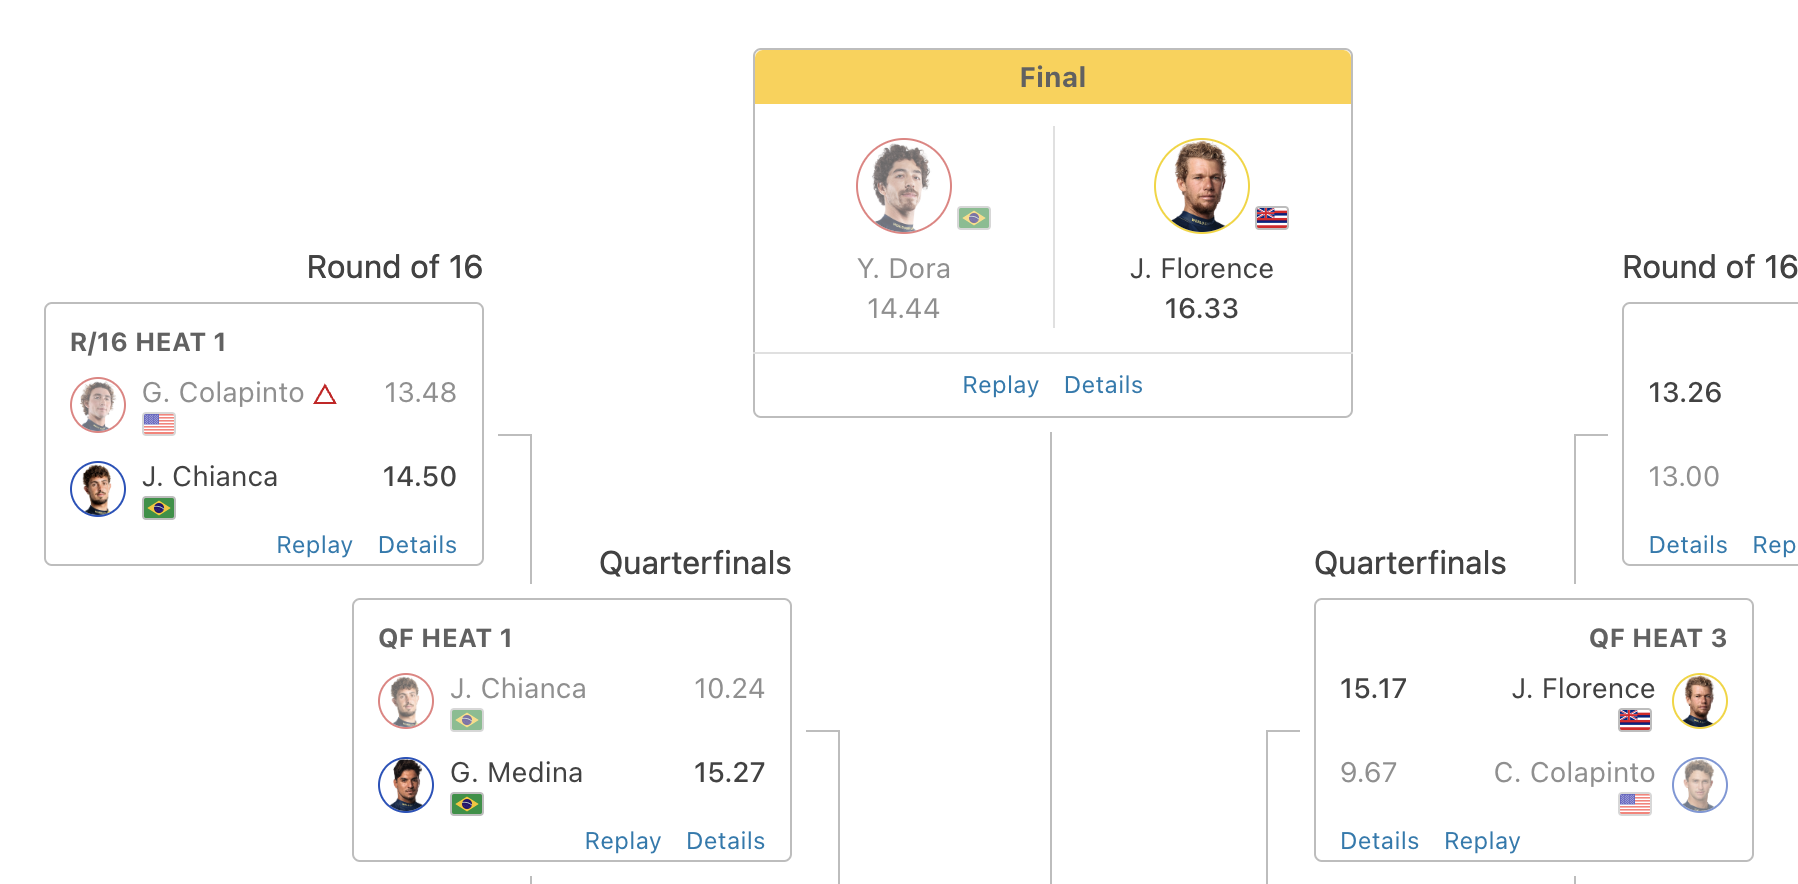 Final
Y. Dora
14.44
J. Florence
16.33
Replay Details
Round of 16
R/16 HEAT 1
G. Colapinto 13.48
J. Chianca 14.50
Replay Details
Quarterfinals
QF HEAT 1
J. Chianca 10.24
G. Medina 15.27
Replay Details
Round of 16
13.26
13.00
Details Rep
Quarterfinals
QF HEAT 3
15.17 J. Florence
9.67 C. Colapinto
Details Replay